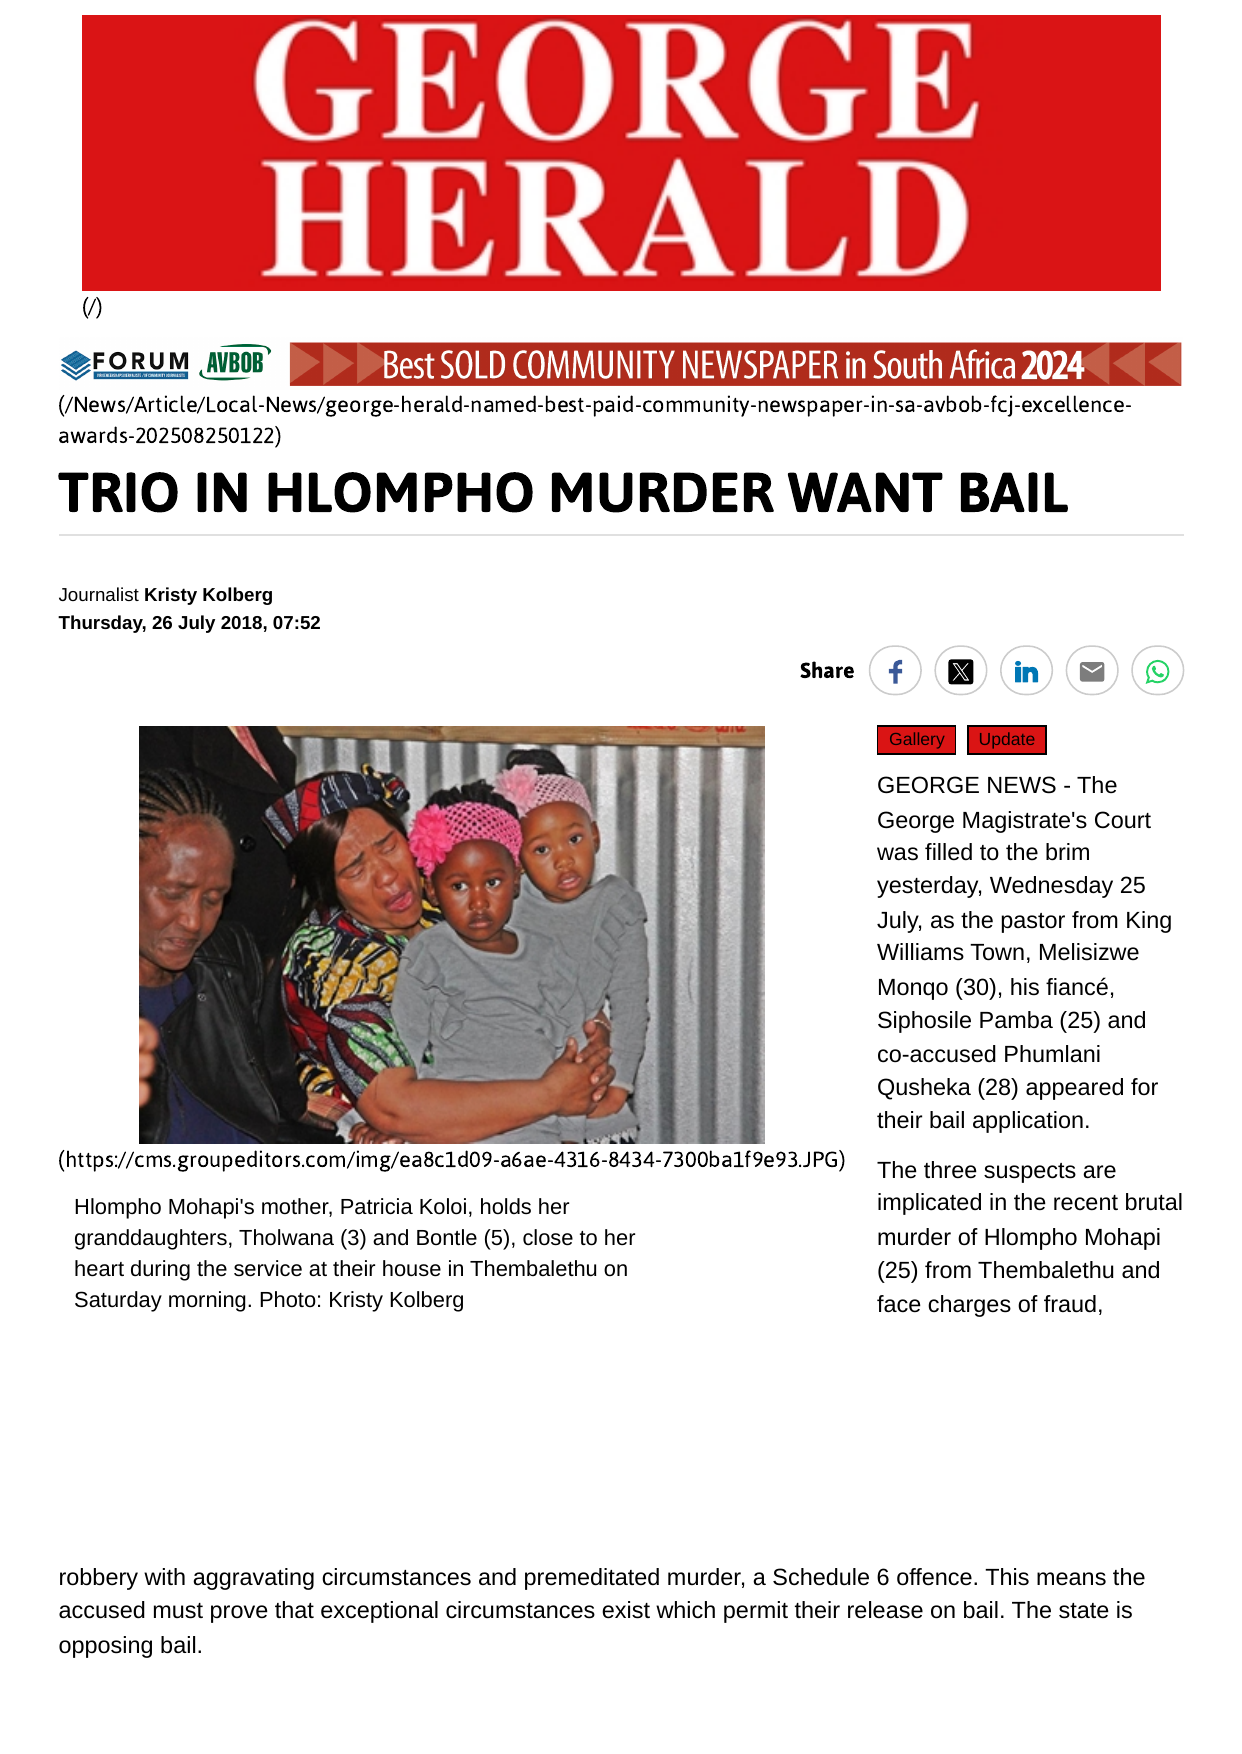 GEORGE
HERALD
(/)
FORUM AVBOB Best SOLD COMMUNITY NEWSPAPER in South Africa 2024
(/News/Article/Local-News/george-herald-named-best-paid-community-newspaper-in-sa-avbob-fcj-excellence-
awards-202508250122)
TRIO IN HLOMPHO MURDER WANT BAIL
Journalist Kristy Kolberg
Thursday, 26 July 2018, 07:52
Share
Gallery Update
GEORGE NEWS - The
George Magistrate's Court
was filled to the brim
yesterday, Wednesday 25
July, as the pastor from King
Williams Town, Melisizwe
Monqo (30), his fiancé,
Siphosile Pamba (25) and
co-accused Phumlani
Qusheka (28) appeared for
their bail application.
The three suspects are
implicated in the recent brutal
murder of Hlompho Mohapi
(25) from Thembalethu and
face charges of fraud,
(https://cms.groupeditors.com/img/ea8c1d09-a6ae-4316-8434-7300ba1f9e93.JPG)
Hlompho Mohapi's mother, Patricia Koloi, holds her
granddaughters, Tholwana (3) and Bontle (5), close to her
heart during the service at their house in Thembalethu on
Saturday morning. Photo: Kristy Kolberg
robbery with aggravating circumstances and premeditated murder, a Schedule 6 offence. This means the
accused must prove that exceptional circumstances exist which permit their release on bail. The state is
opposing bail.